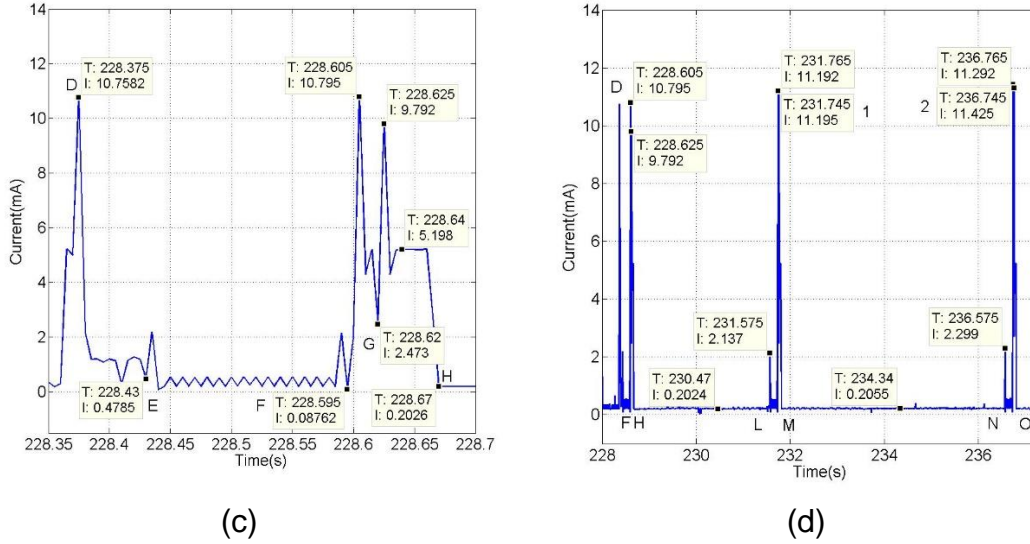 14
12
10
8
6
4
2
0
Current(mA)
228.35
228.4
228.45
228.5
228.55
228.6
228.65
228.7
Time(s)
D
T: 228.375
I: 10.7582
T: 228.605
I: 10.795
T: 228.625
I: 9.792
T: 228.64
I: 5.198
G
T: 228.62
I: 2.473
H
T: 228.43
I: 0.4785
E
F
T: 228.595
I: 0.08762
T: 228.67
I: 0.2026
(c)
14
12
10
8
6
4
2
0
Current(mA)
228
230
232
234
236
Time(s)
D
T: 228.605
I: 10.795
T: 228.625
I: 9.792
T: 231.765
I: 11.192
T: 231.745
I: 11.195
1
2
T: 236.765
I: 11.292
T: 236.745
I: 11.425
T: 231.575
I: 2.137
T: 236.575
I: 2.299
T: 230.47
I: 0.2024
T: 234.34
I: 0.2055
F H
L
M
N
(d)